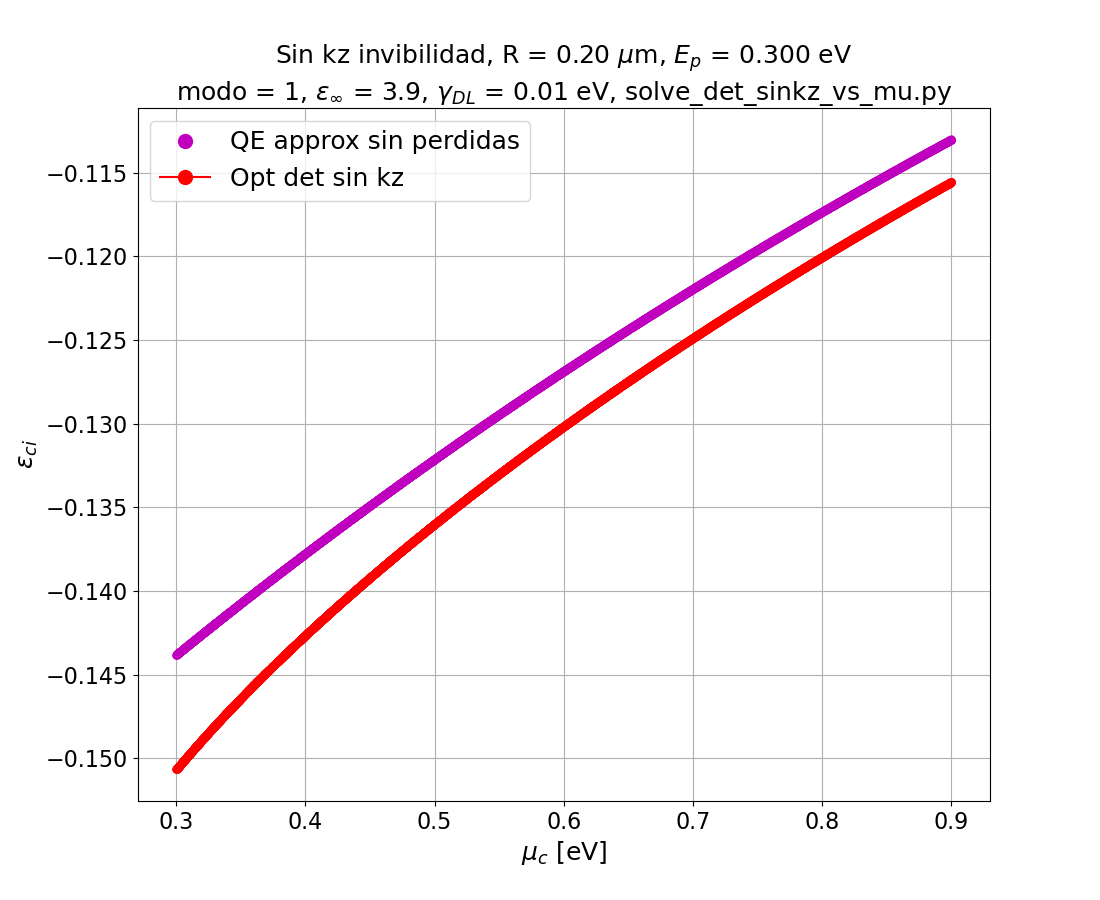 Sin kz invibilidad, R = 0.20 μm, E_p = 0.300 eV
modo = 1, ε_∞ = 3.9, γ_DL = 0.01 eV, solve_det_sinkz_vs_mu.py
QE approx sin perdidas
Opt det sin kz
−0.115
−0.120
−0.125
−0.130
−0.135
−0.140
−0.145
−0.150
ε_ci
0.3 0.4 0.5 0.6 0.7 0.8 0.9
μ_c [eV]